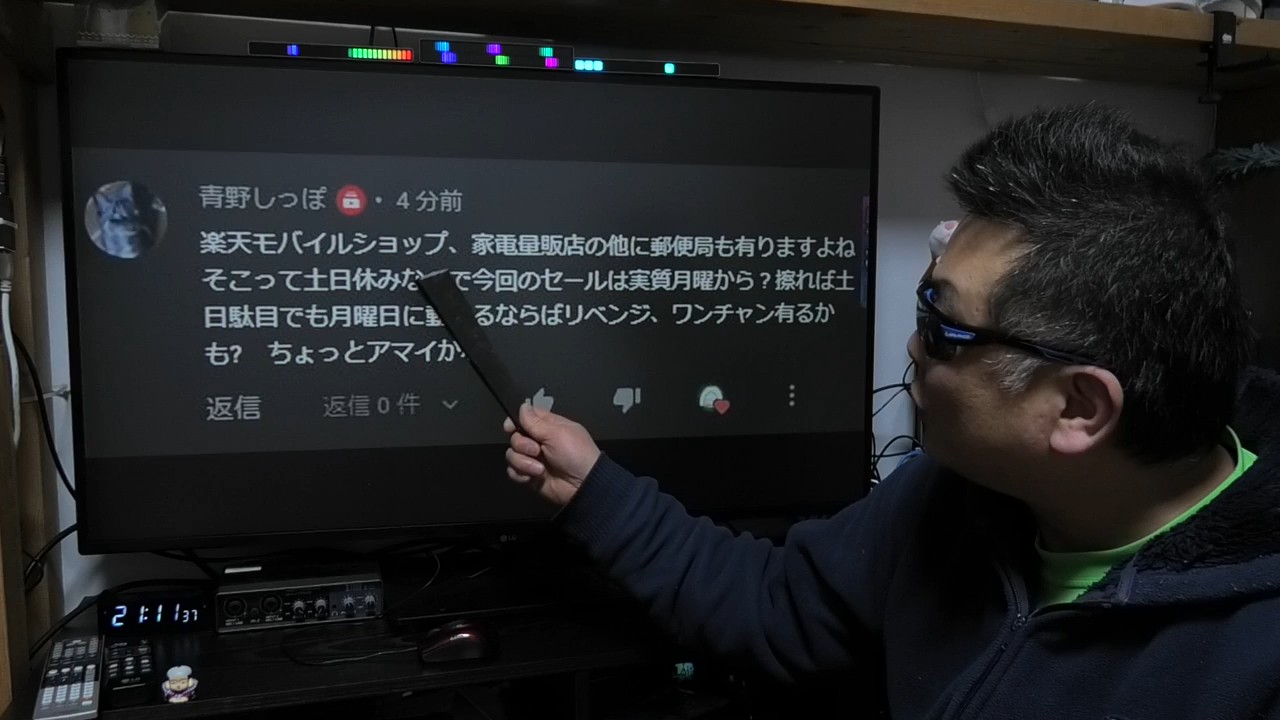 青野しっぽ ・ 4 分前
楽天モバイルショップ、家電量販店の他に郵便局も有りますよね
そこって土日休みな で今回のセールは実質月曜から？擦れば土
日駄目でも月曜日に るならばリベンジ、ワンチャン有るか
も?　ちょっとアマイか
返信 返信 0 件
LG
21:11 37